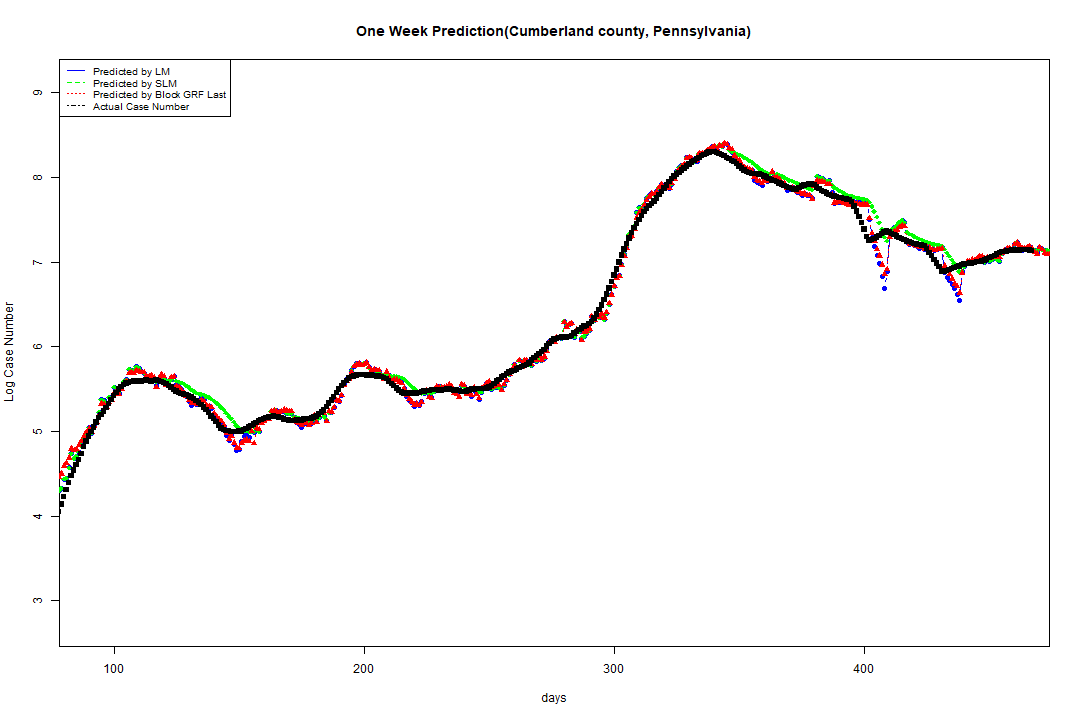 One Week Prediction(Cumberland county, Pennsylvania)
Predicted by LM
Predicted by SLM
Predicted by Block GRF Last
Actual Case Number
9
8
7
6
5
4
3
Log Case Number
100 200 300 400
days